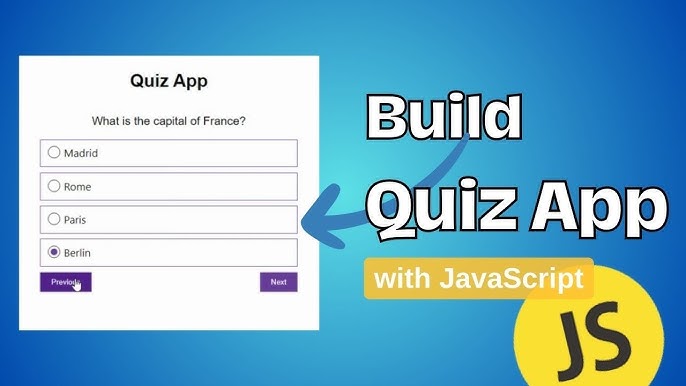 Quiz App
What is the capital of France?
Madrid
Rome
Paris
Berlin
Previous
Next
Build
Quiz App
with JavaScript
JS